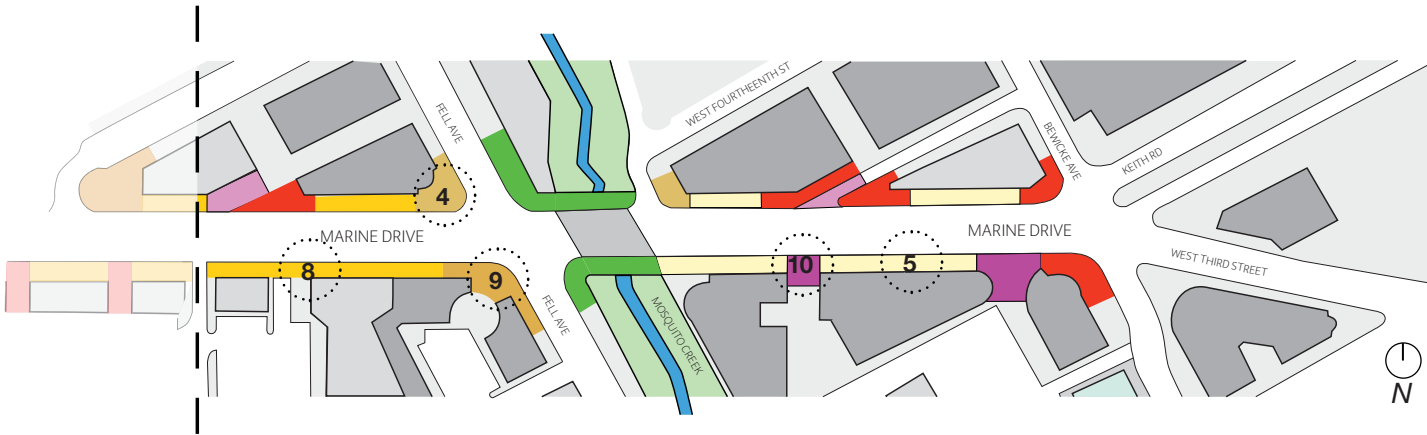 WEST FOURTHEENTH ST
FELL AVE
BEWICKE AVE
KEITH RD
4
MARINE DRIVE
MARINE DRIVE
8
9
10
5
WEST THIRD STREET
FELL AVE
MOSQUITO CREEK
N